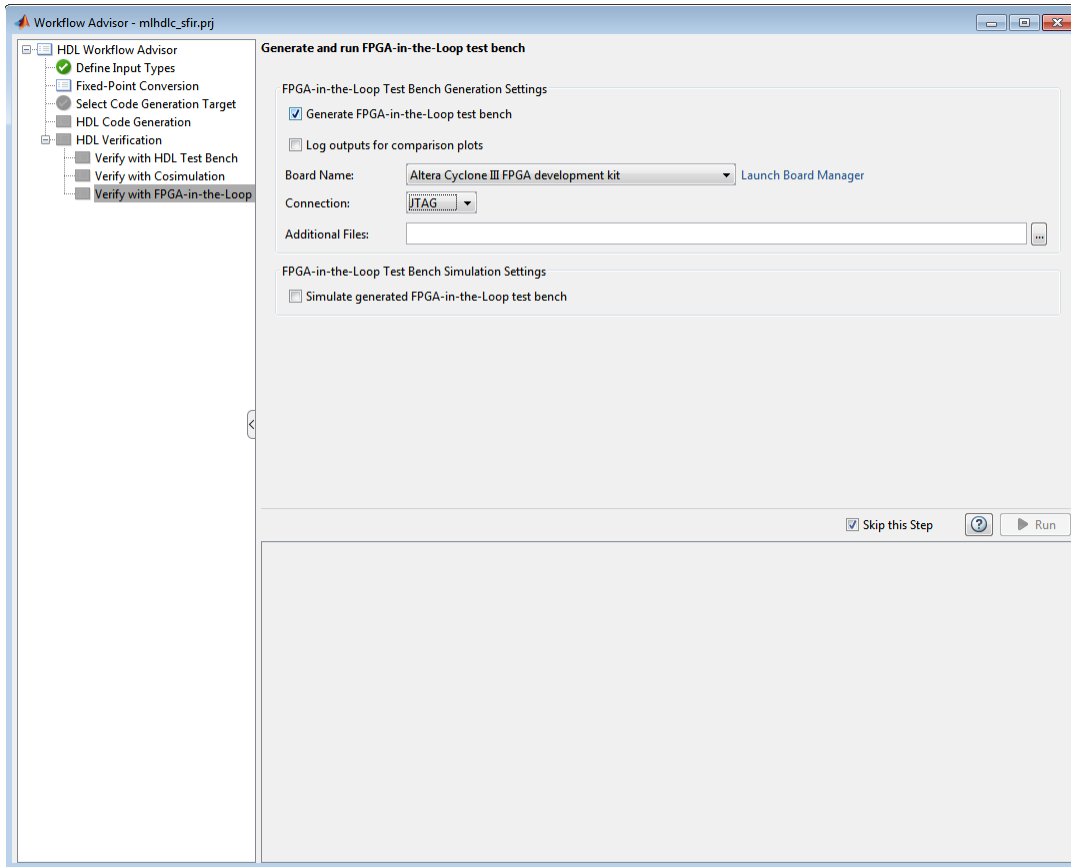 Workflow Advisor - mlhdlc_sfir.prj
HDL Workflow Advisor
Define Input Types
Fixed-Point Conversion
Select Code Generation Target
HDL Code Generation
HDL Verification
Verify with HDL Test Bench
Verify with Cosimulation
Verify with FPGA-in-the-Loop
Generate and run FPGA-in-the-Loop test bench
FPGA-in-the-Loop Test Bench Generation Settings
Generate FPGA-in-the-Loop test bench
Log outputs for comparison plots
Board Name: Altera Cyclone III FPGA development kit Launch Board Manager
Connection: JTAG
Additional Files: ...
FPGA-in-the-Loop Test Bench Simulation Settings
Simulate generated FPGA-in-the-Loop test bench
Skip this Step ? Run